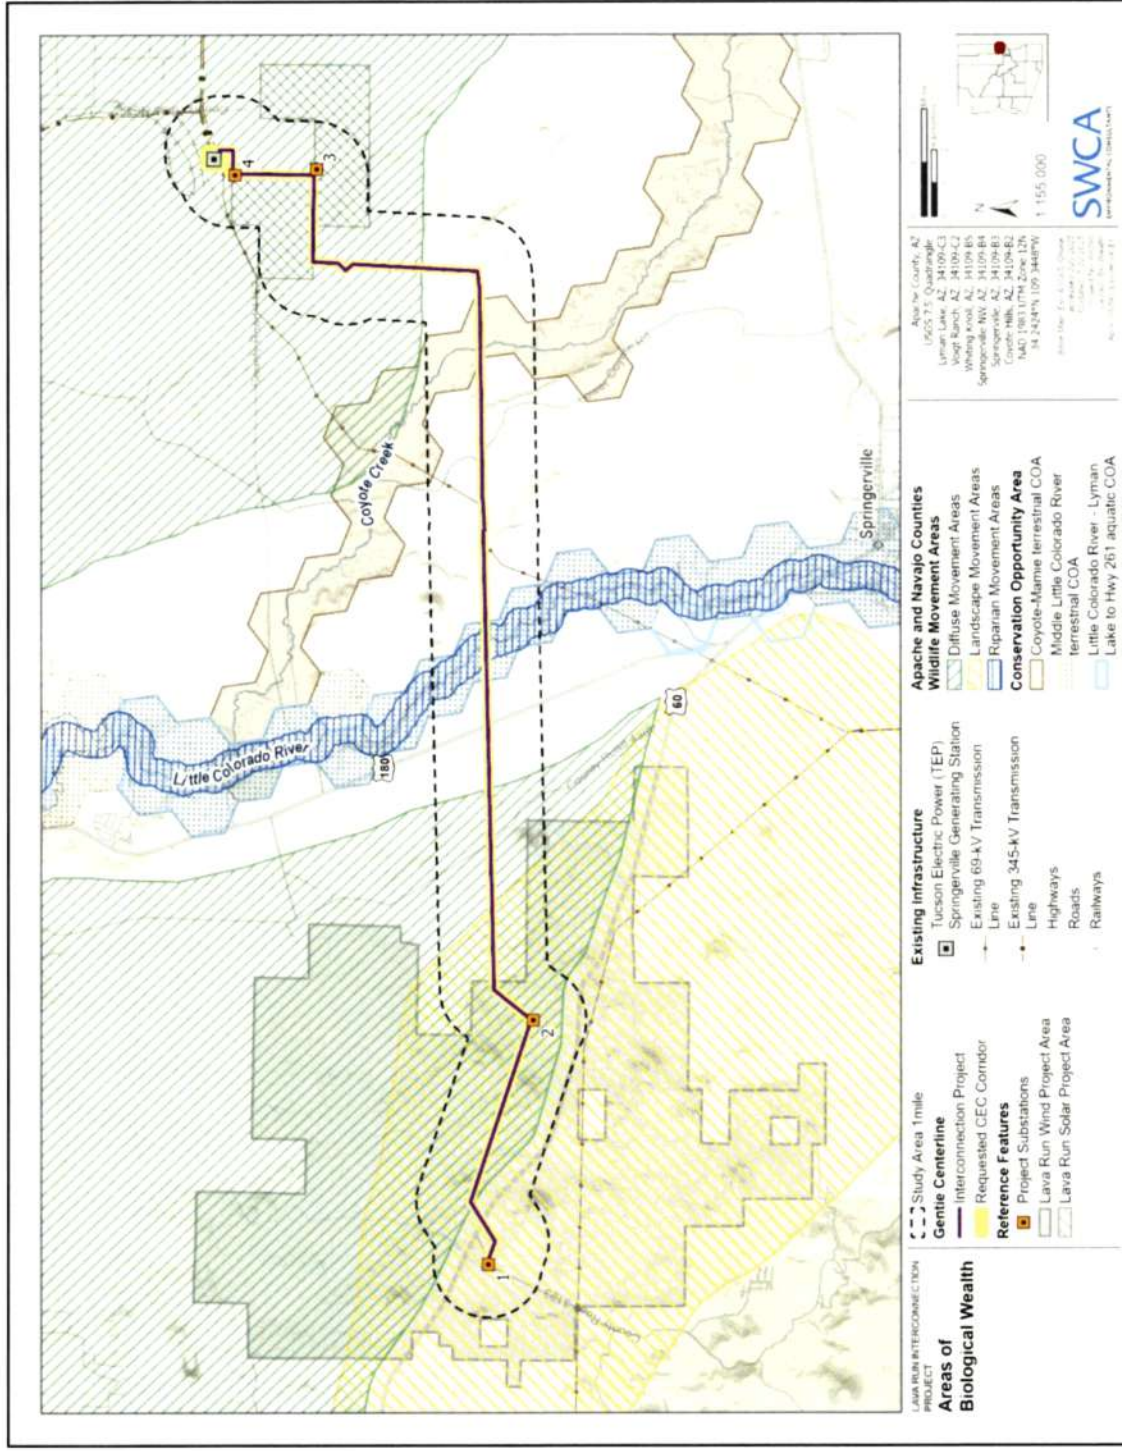 Coyote Creek
Little Colorado River
180
60
Springerville
1
2
3
4
LAVA RUN INTERCONNECTION
PROJECT
Areas of
Biological Wealth
Study Area 1mile
Gentie Centerline
Interconnection Project
Requested CEC Corridor
Reference Features
Project Substations
Lava Run Wind Project Area
Lava Run Solar Project Area
Existing Infrastructure
Tucson Electric Power (TEP)
Springerville Generating Station
Existing 69-kV Transmission
Line
Existing 345-kV Transmission
Line
Highways
Roads
Railways
Apache and Navajo Counties
Wildlife Movement Areas
Diffuse Movement Areas
Landscape Movement Areas
Riparian Movement Areas
Conservation Opportunity Area
Coyote-Mamie terrestrial COA
Middle Little Colorado River
terrestrial COA
Little Colorado River - Lyman
Lake to Hwy 261 aquatic COA
Apache County, AZ
USGS 7.5' Quadrangle
Lyman Lake, AZ, 34109-C3
Voigt Ranch, AZ, 34109-C2
Whiting Knoll, AZ, 34109-B5
Springerville NW, AZ, 34109-B4
Springerville, AZ, 34109-B3
Coyote Hills, AZ, 34109-B2
NAD 1983 UTM Zone 12N
34.2424°N 109.3448°W
N
1:155,000
SWCA
ENVIRONMENTAL CONSULTANTS